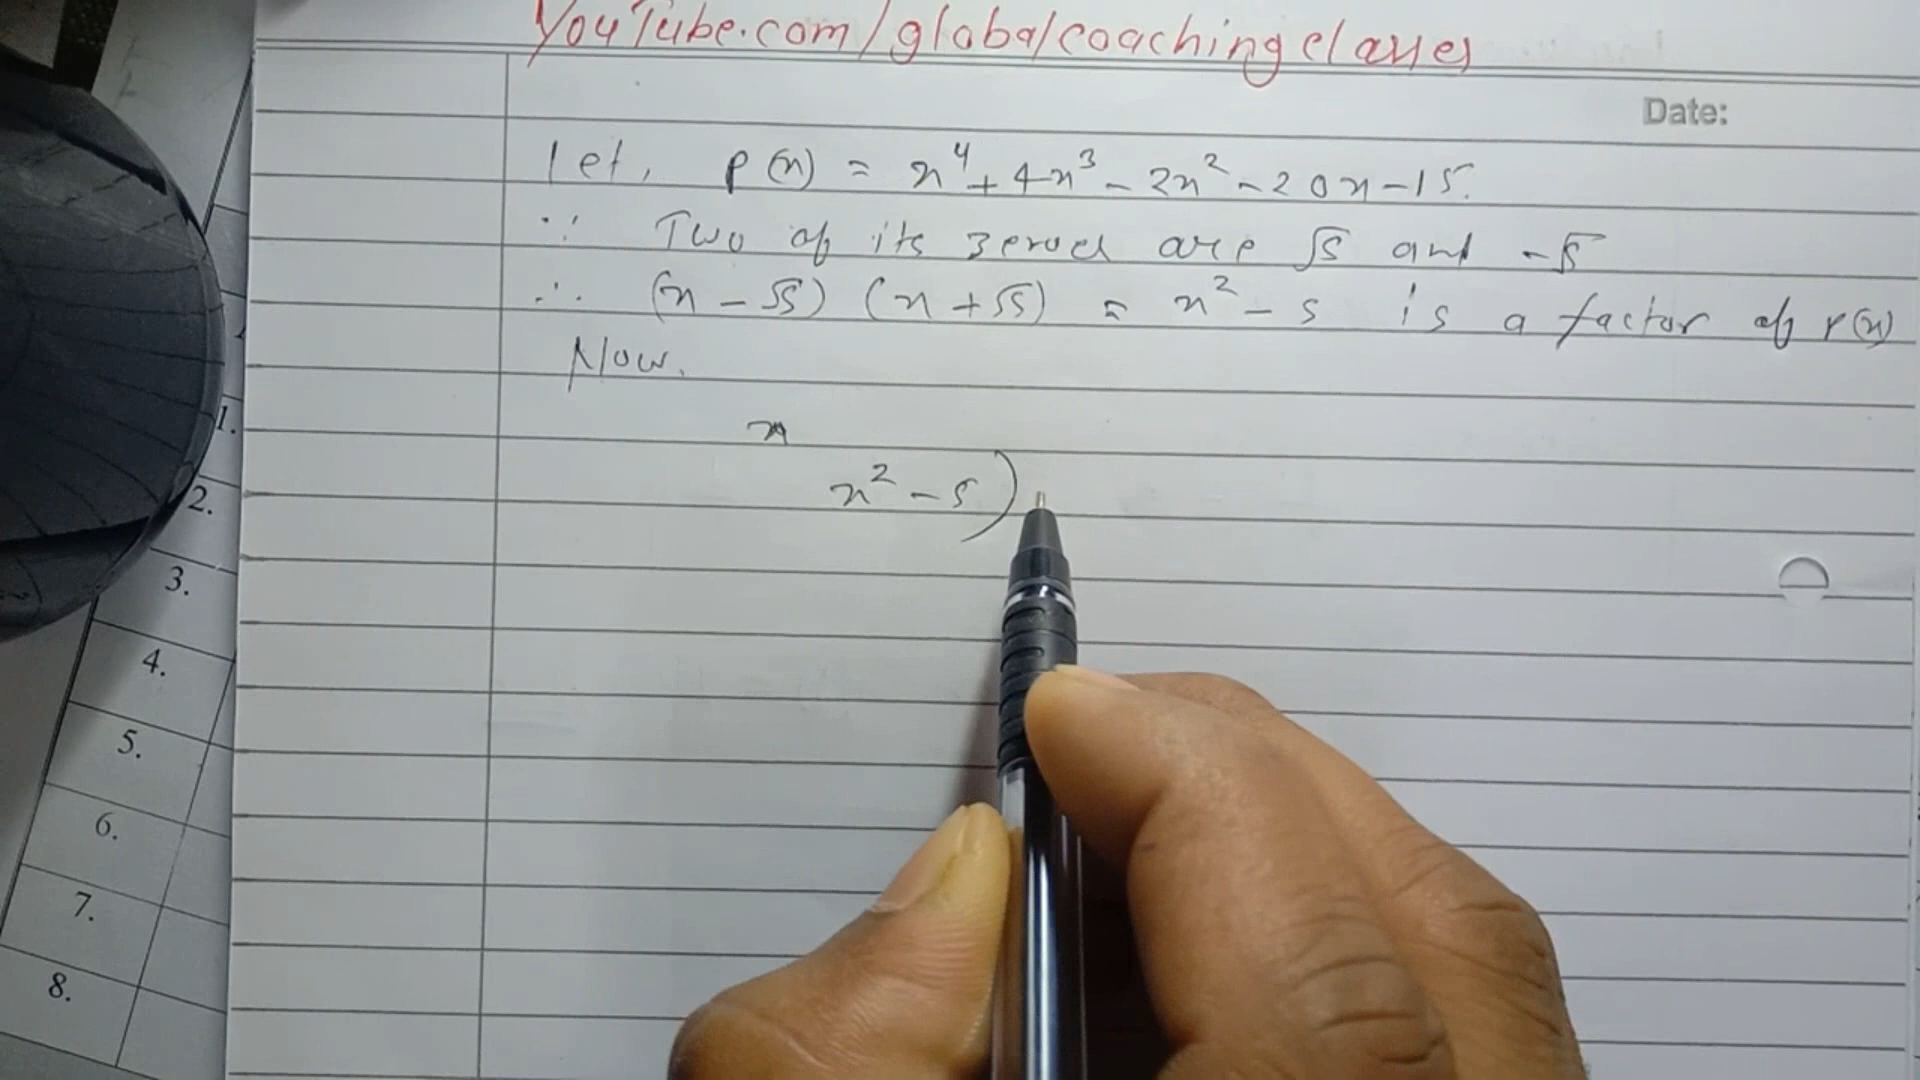 YouTube.com/globalcoachingclasses
Date:
Let, p(x) = x⁴ + 4x³ - 2x² - 20x - 15.
∵ Two of its zeroes are √5 and -√5
∴ (x - √5) (x + √5) = x² - 5 is a factor of p(x)
Now,
x
x² - 5)
1.
2.
3.
4.
5.
6.
7.
8.